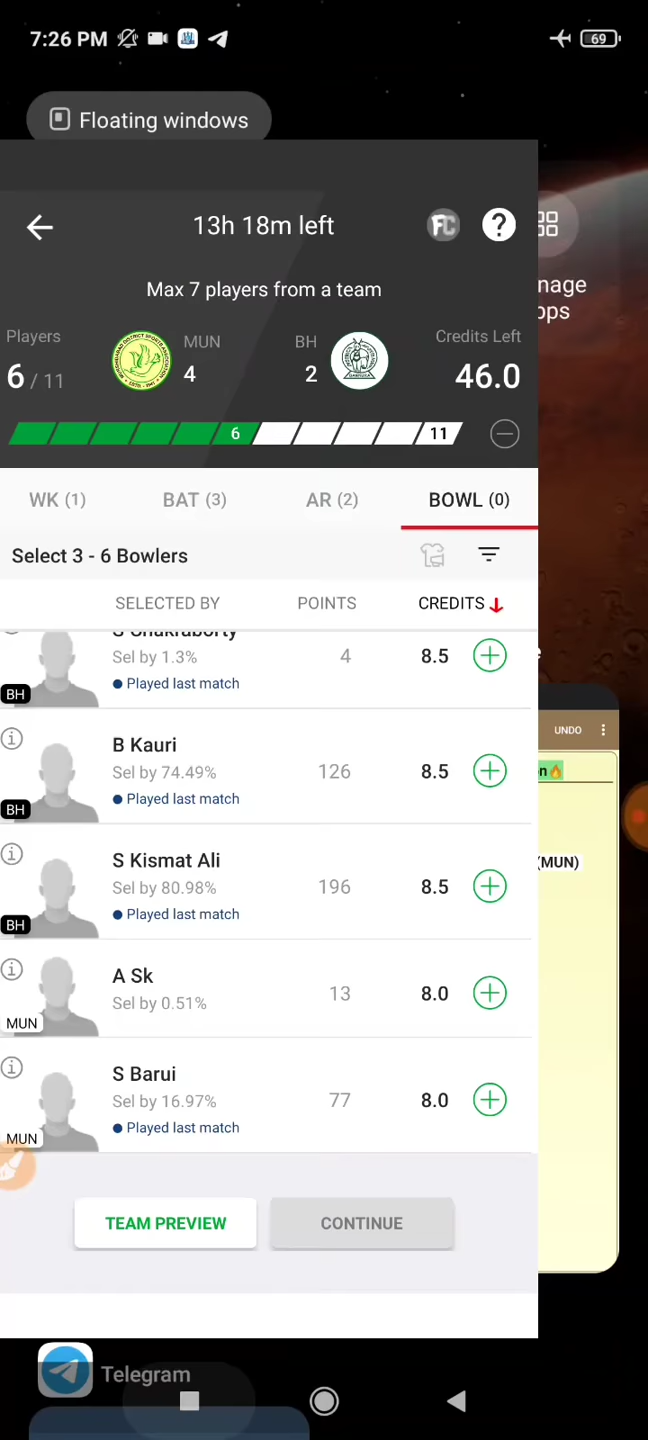 7:26 PM
69
Floating windows
13h 18m left
FC
?
nage
pps
Max 7 players from a team
Players
MUN
BH
Credits Left
6 / 11
4
2
46.0
6
11
WK (1)
BAT (3)
AR (2)
BOWL (0)
Select 3 - 6 Bowlers
SELECTED BY
POINTS
CREDITS
S Chakraborty
Sel by 1.3%
4
8.5
Played last match
BH
UNDO
B Kauri
Sel by 74.49%
126
8.5
Played last match
BH
n🔥
S Kismat Ali
Sel by 80.98%
196
8.5
Played last match
BH
(MUN)
A Sk
Sel by 0.51%
13
8.0
MUN
S Barui
Sel by 16.97%
77
8.0
Played last match
MUN
TEAM PREVIEW
CONTINUE
Telegram